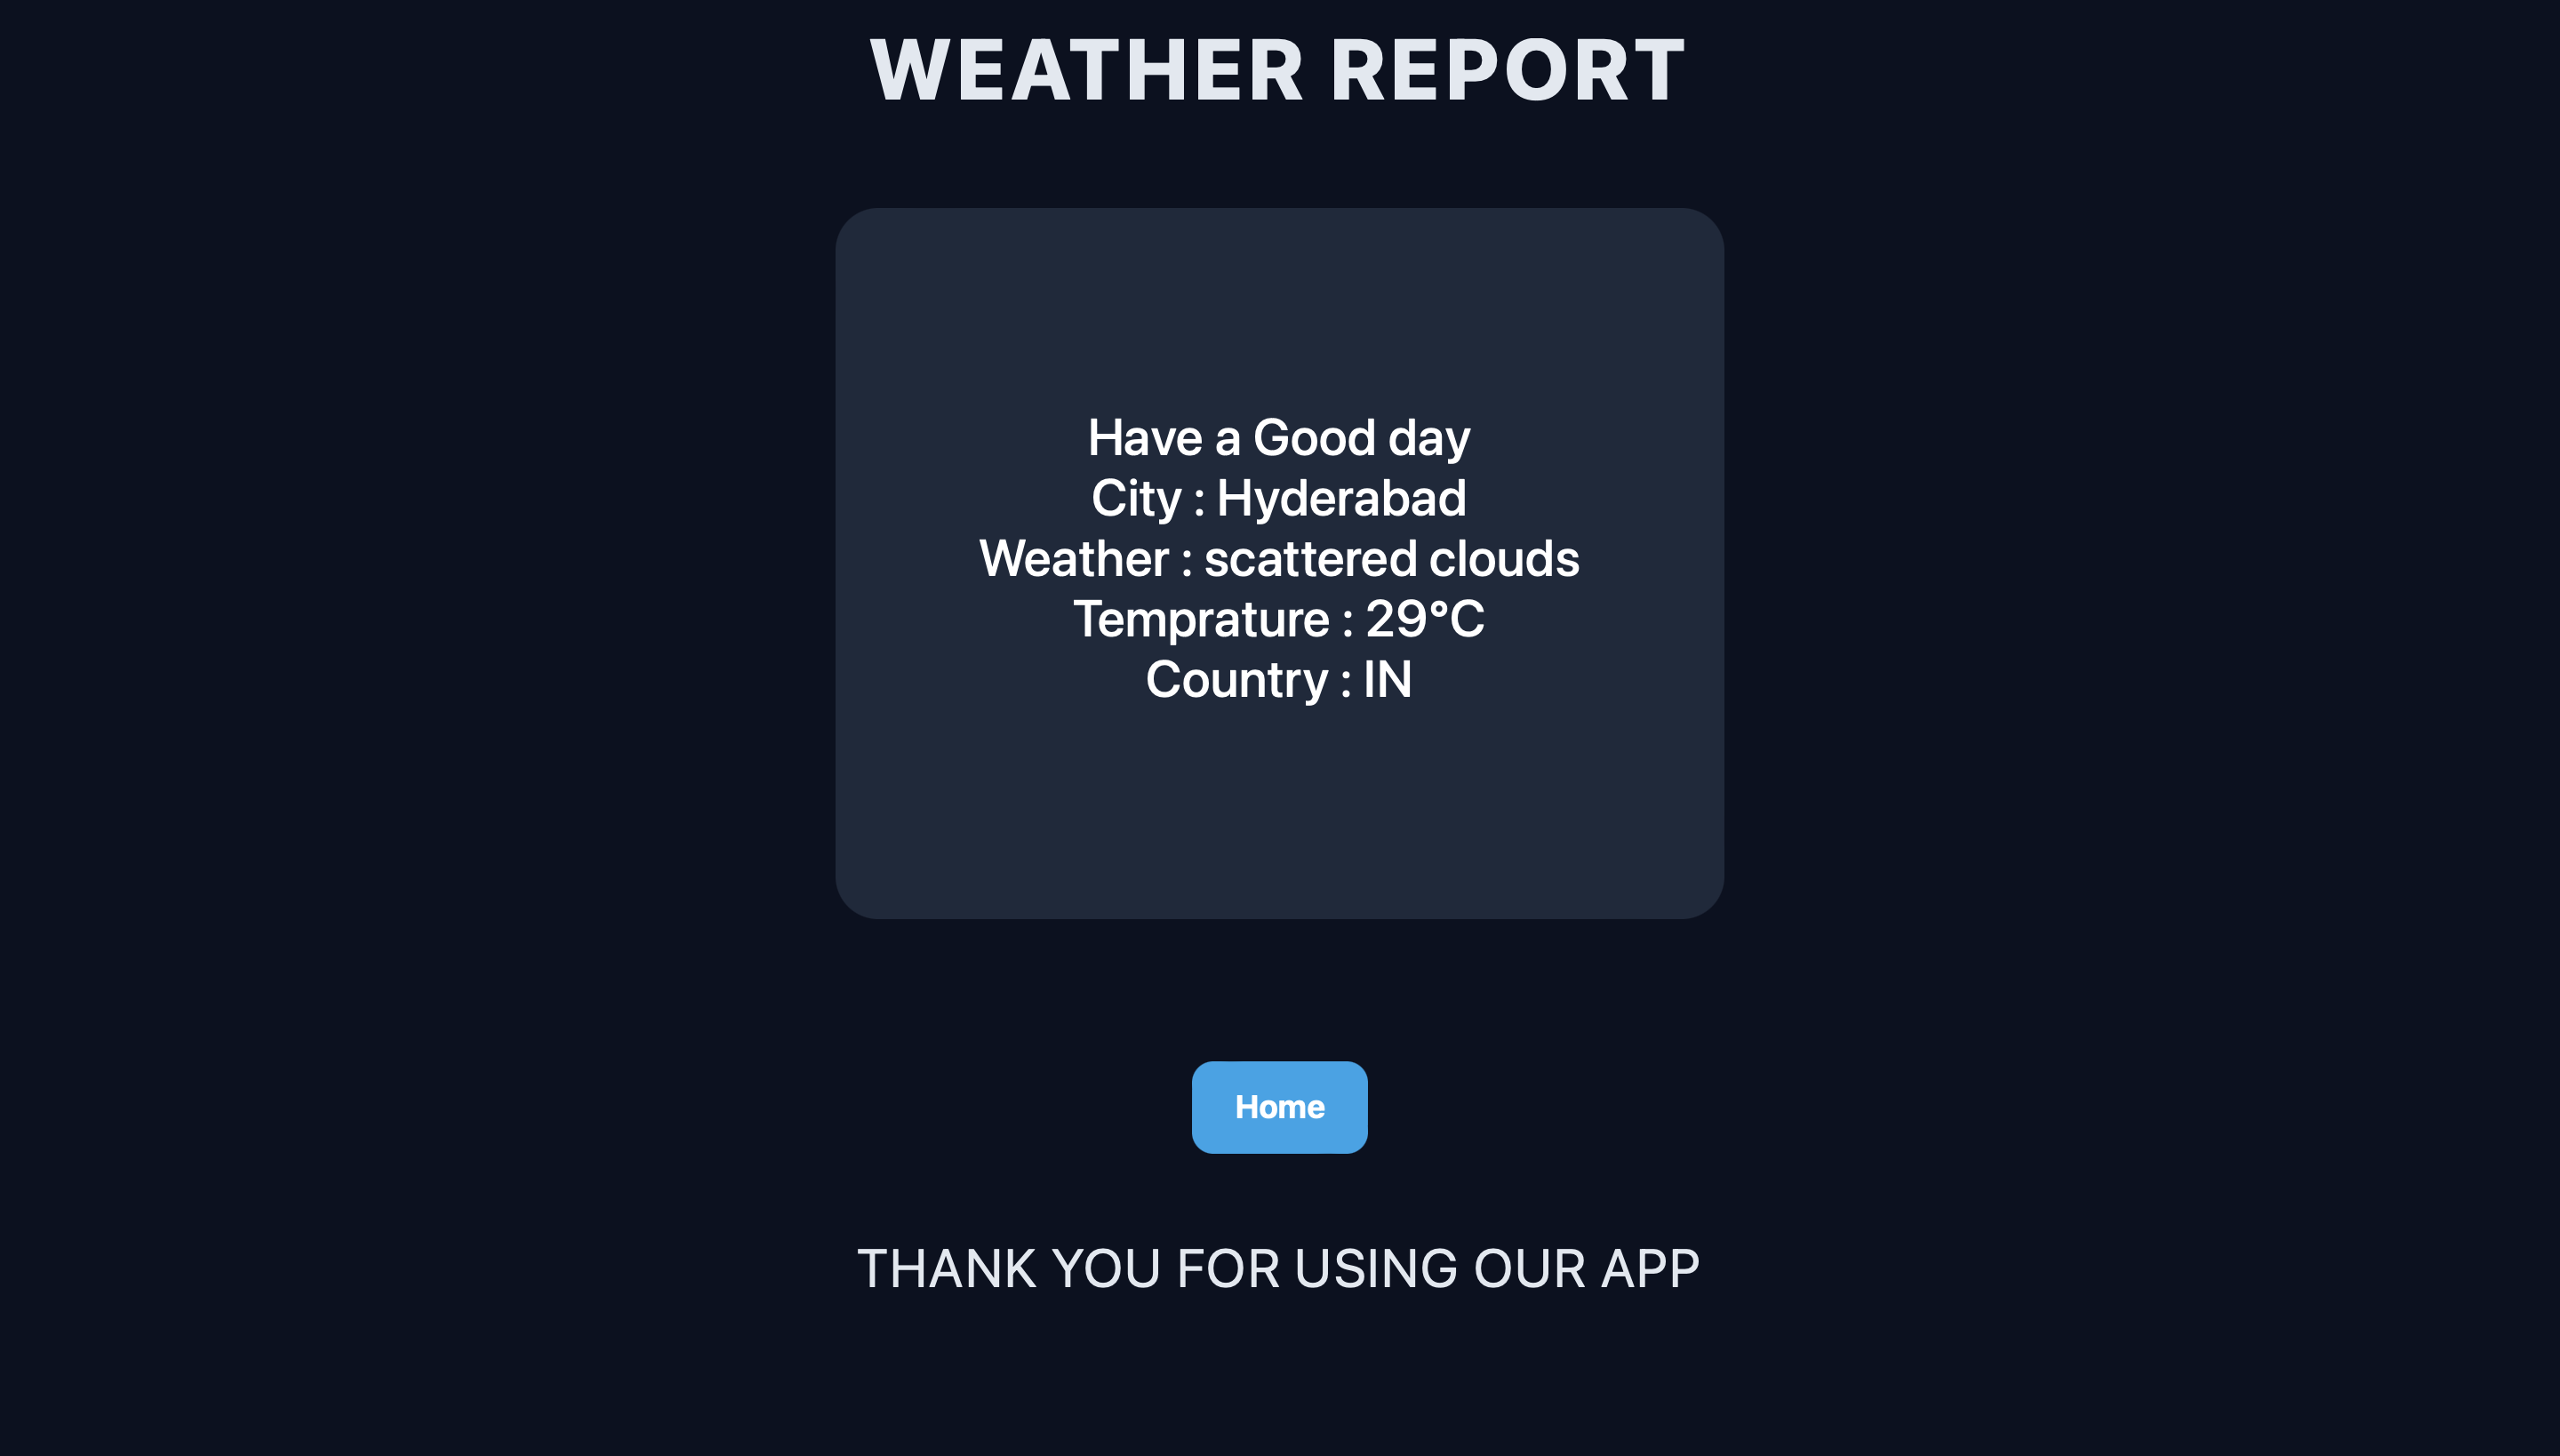 WEATHER REPORT
Have a Good day
City : Hyderabad
Weather : scattered clouds
Temprature : 29°C
Country : IN
Home
THANK YOU FOR USING OUR APP